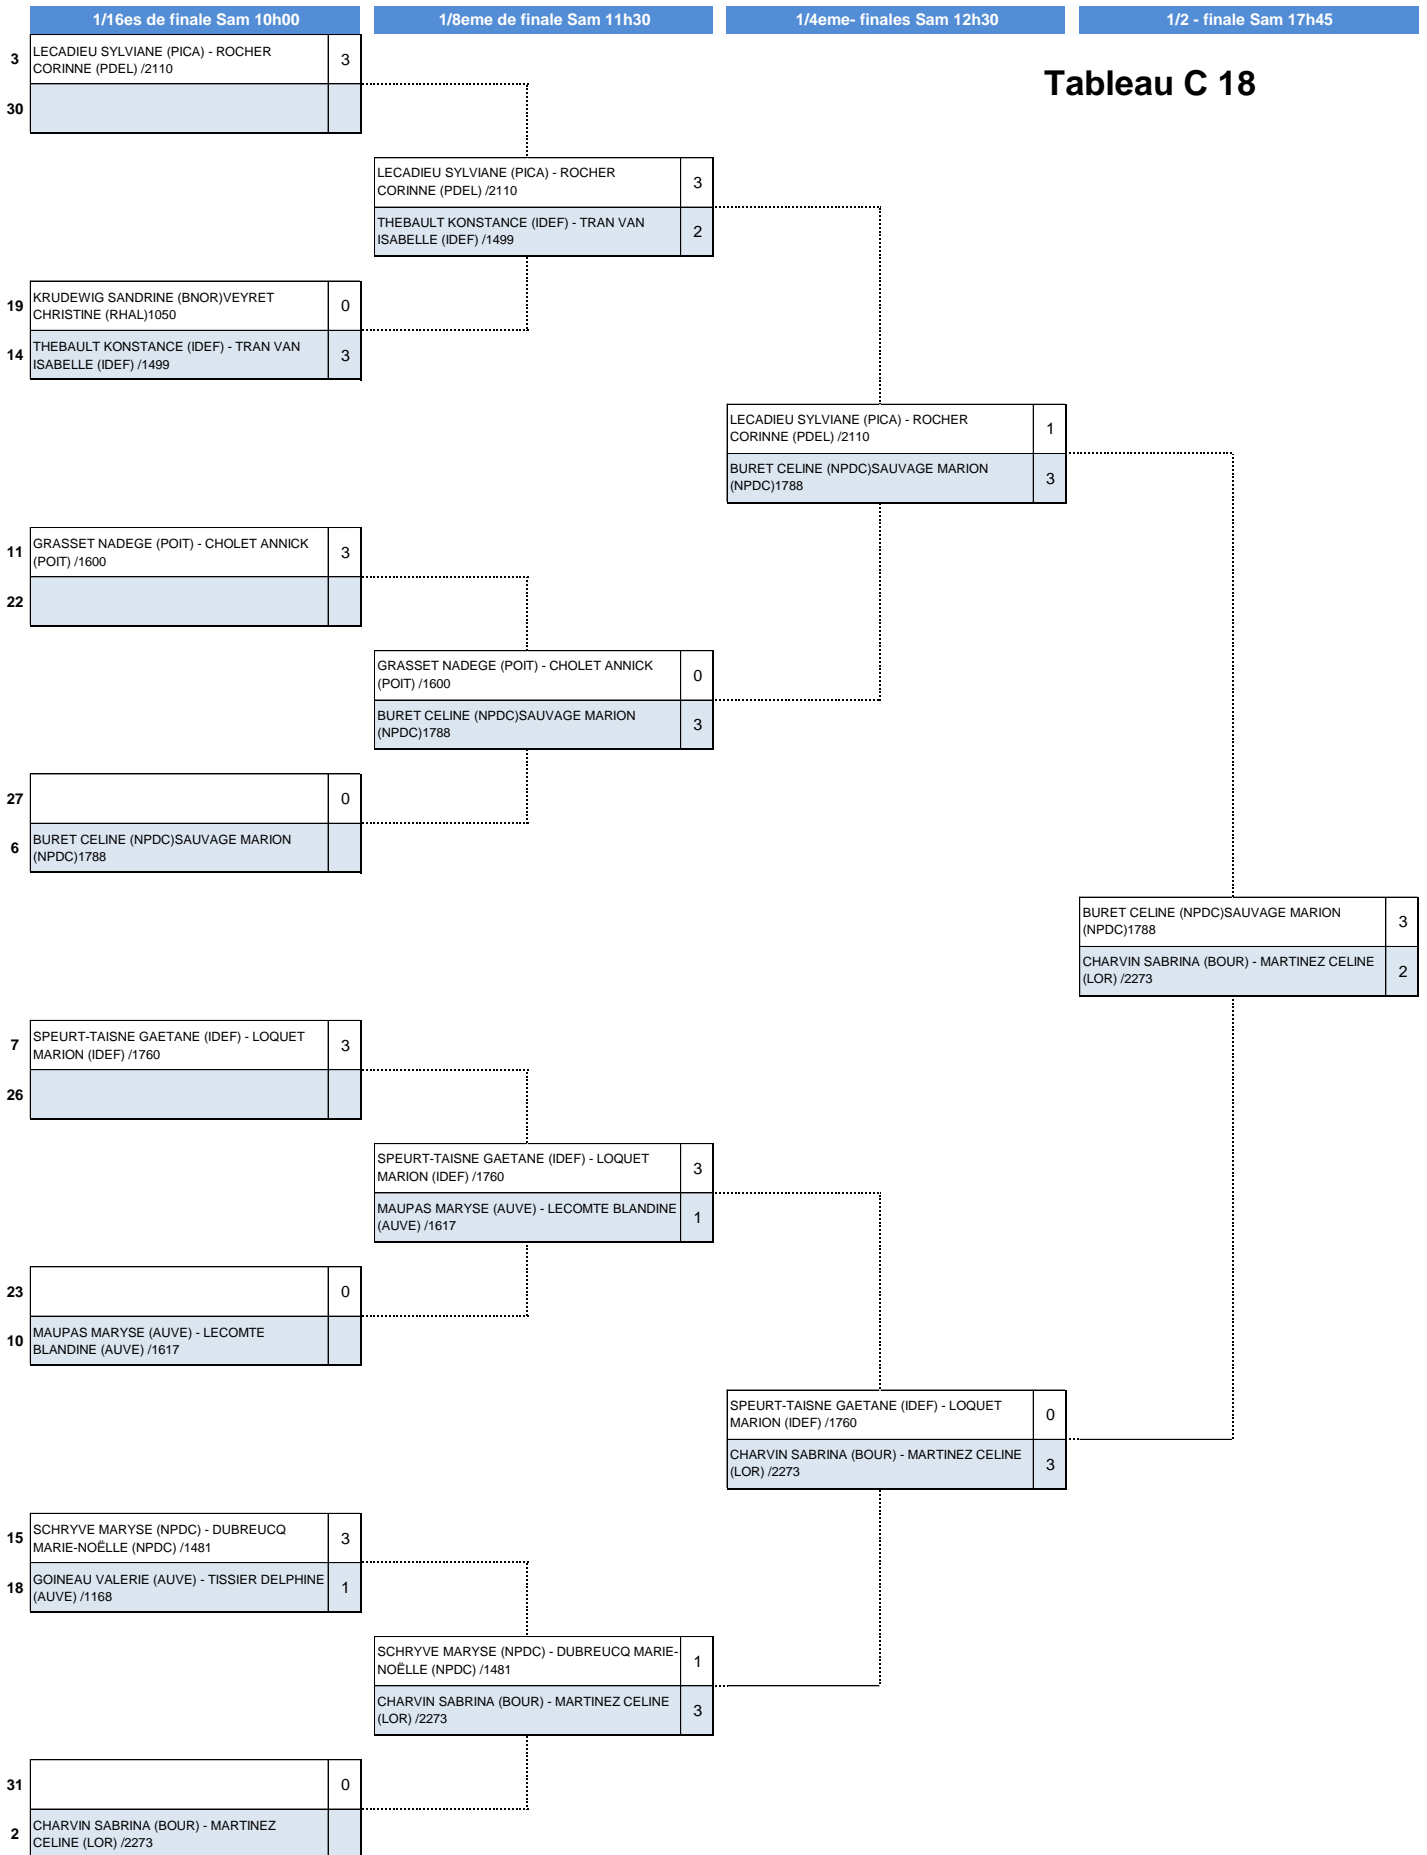 1/16es de finale Sam 10h00
1/8eme de finale Sam 11h30
1/4eme- finales Sam 12h30
1/2 - finale Sam 17h45
Tableau C 18
3
LECADIEU SYLVIANE (PICA) - ROCHER
CORINNE (PDEL) /2110
3
30
LECADIEU SYLVIANE (PICA) - ROCHER
CORINNE (PDEL) /2110
3
THEBAULT KONSTANCE (IDEF) - TRAN VAN
ISABELLE (IDEF) /1499
2
19
KRUDEWIG SANDRINE (BNOR)VEYRET
CHRISTINE (RHAL)1050
0
14
THEBAULT KONSTANCE (IDEF) - TRAN VAN
ISABELLE (IDEF) /1499
3
LECADIEU SYLVIANE (PICA) - ROCHER
CORINNE (PDEL) /2110
1
BURET CELINE (NPDC)SAUVAGE MARION
(NPDC)1788
3
11
GRASSET NADEGE (POIT) - CHOLET ANNICK
(POIT) /1600
3
22
GRASSET NADEGE (POIT) - CHOLET ANNICK
(POIT) /1600
0
BURET CELINE (NPDC)SAUVAGE MARION
(NPDC)1788
3
27
0
6
BURET CELINE (NPDC)SAUVAGE MARION
(NPDC)1788
BURET CELINE (NPDC)SAUVAGE MARION
(NPDC)1788
3
CHARVIN SABRINA (BOUR) - MARTINEZ CELINE
(LOR) /2273
2
7
SPEURT-TAISNE GAETANE (IDEF) - LOQUET
MARION (IDEF) /1760
3
26
SPEURT-TAISNE GAETANE (IDEF) - LOQUET
MARION (IDEF) /1760
3
MAUPAS MARYSE (AUVE) - LECOMTE BLANDINE
(AUVE) /1617
1
23
0
10
MAUPAS MARYSE (AUVE) - LECOMTE
BLANDINE (AUVE) /1617
SPEURT-TAISNE GAETANE (IDEF) - LOQUET
MARION (IDEF) /1760
0
CHARVIN SABRINA (BOUR) - MARTINEZ CELINE
(LOR) /2273
3
15
SCHRYVE MARYSE (NPDC) - DUBREUCQ
MARIE-NOËLLE (NPDC) /1481
3
18
GOINEAU VALERIE (AUVE) - TISSIER DELPHINE
(AUVE) /1168
1
SCHRYVE MARYSE (NPDC) - DUBREUCQ MARIE-
NOËLLE (NPDC) /1481
1
CHARVIN SABRINA (BOUR) - MARTINEZ CELINE
(LOR) /2273
3
31
0
2
CHARVIN SABRINA (BOUR) - MARTINEZ
CELINE (LOR) /2273